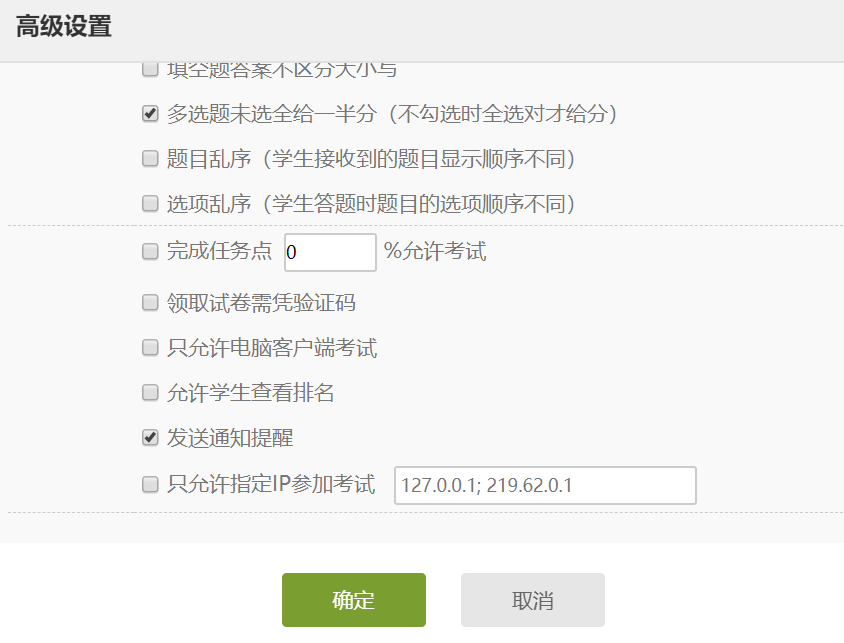 高级设置
填空题答案不区分大小写
多选题未选全给一半分（不勾选时全选对才给分）
题目乱序（学生接收到的题目显示顺序不同）
选项乱序（学生答题时题目的选项顺序不同）
完成任务点 0 %允许考试
领取试卷需凭验证码
只允许电脑客户端考试
允许学生查看排名
发送通知提醒
只允许指定IP参加考试 127.0.0.1; 219.62.0.1
确定 取消